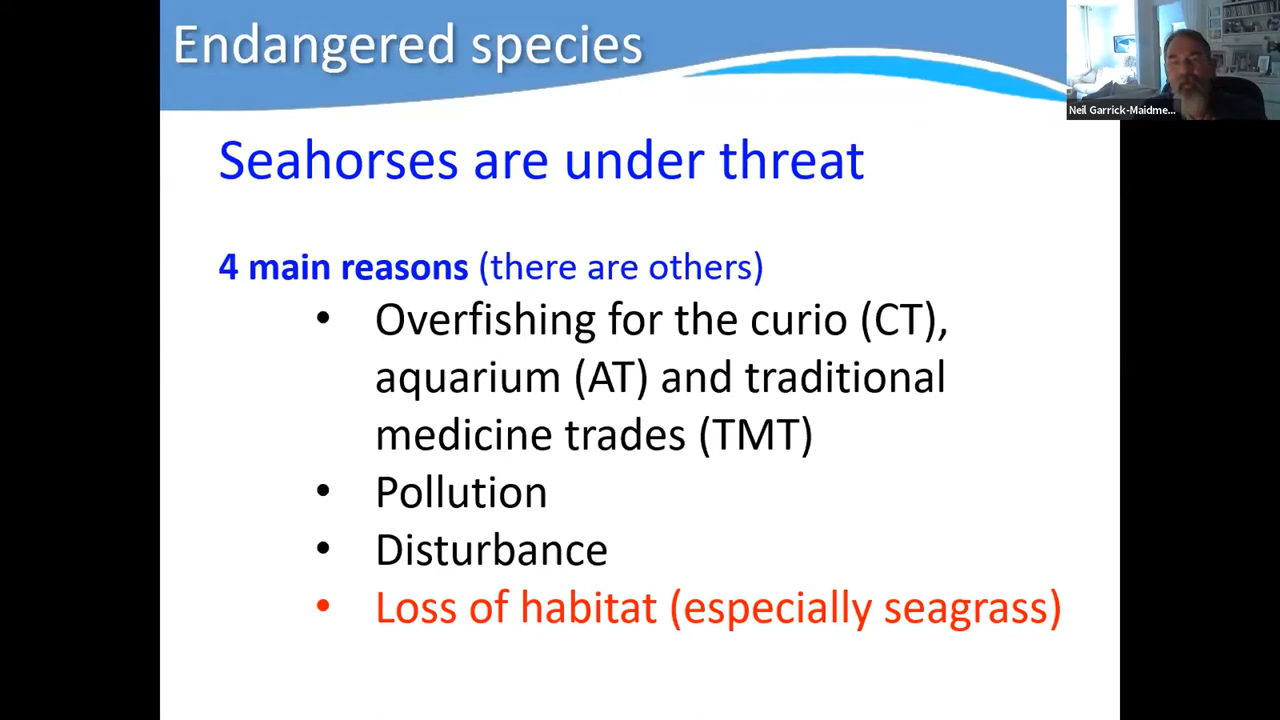 Endangered species
Neil Garrick-Maidme...
Seahorses are under threat
4 main reasons (there are others)
• Overfishing for the curio (CT),
aquarium (AT) and traditional
medicine trades (TMT)
• Pollution
• Disturbance
• Loss of habitat (especially seagrass)